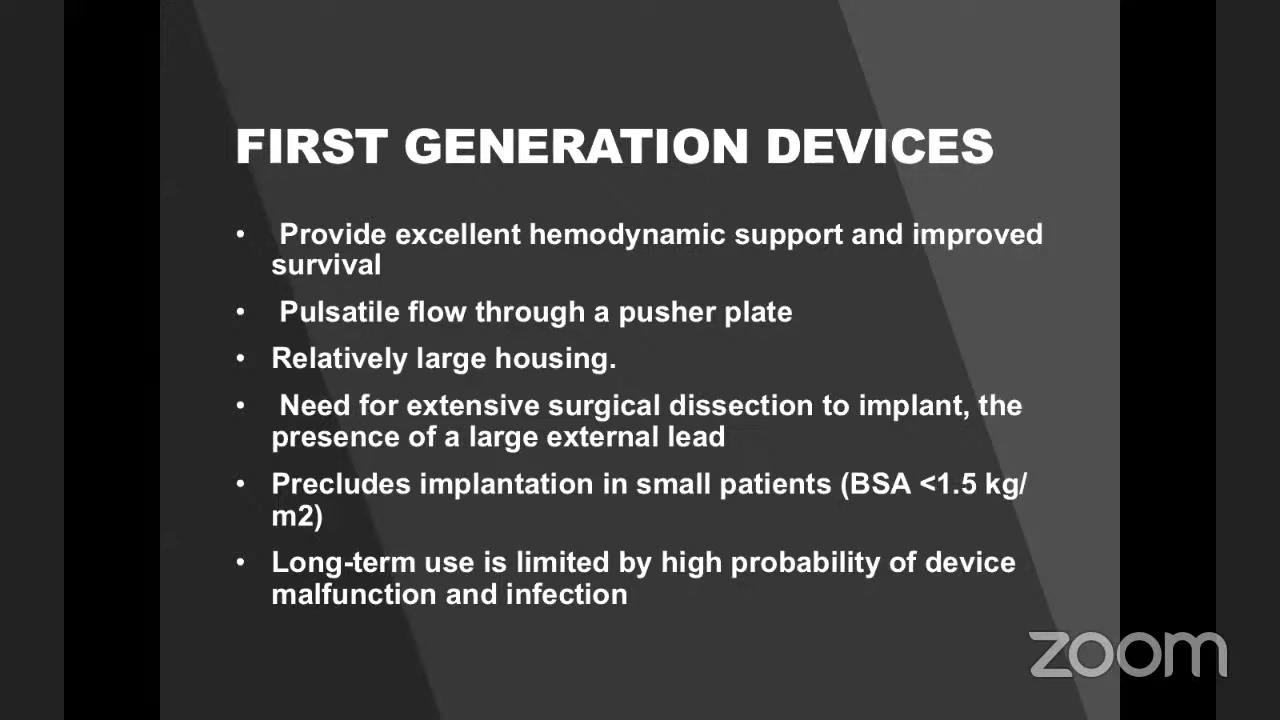 FIRST GENERATION DEVICES
• Provide excellent hemodynamic support and improved
survival
• Pulsatile flow through a pusher plate
• Relatively large housing.
• Need for extensive surgical dissection to implant, the
presence of a large external lead
• Precludes implantation in small patients (BSA <1.5 kg/
m2)
• Long-term use is limited by high probability of device
malfunction and infection
zoom